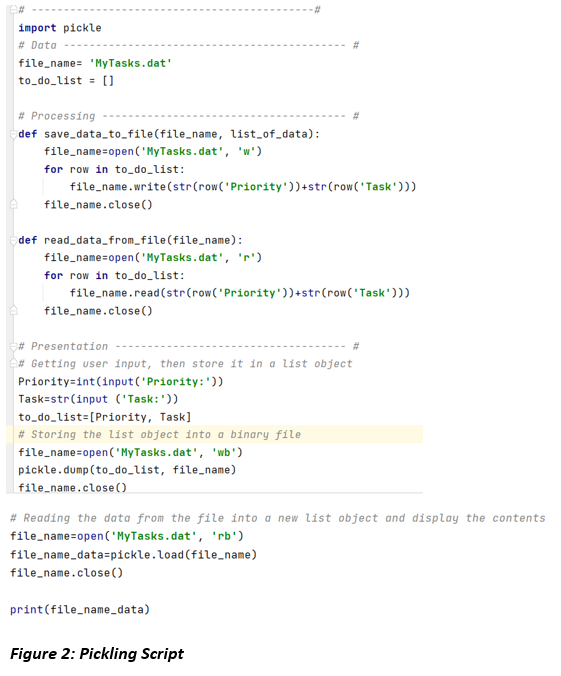 # ----------------------------------------#
import pickle
# Data ---------------------------------------- #
file_name= 'MyTasks.dat'
to_do_list = []
# Processing ----------------------------------- #
def save_data_to_file(file_name, list_of_data):
    file_name=open('MyTasks.dat', 'w')
    for row in to_do_list:
        file_name.write(str(row('Priority'))+str(row('Task')))
    file_name.close()
def read_data_from_file(file_name):
    file_name=open('MyTasks.dat', 'r')
    for row in to_do_list:
        file_name.read(str(row('Priority'))+str(row('Task')))
    file_name.close()
# Presentation --------------------------------- #
# Getting user input, then store it in a list object
Priority=int(input('Priority:'))
Task=str(input ('Task:'))
to_do_list=[Priority, Task]
# Storing the list object into a binary file
file_name=open('MyTasks.dat', 'wb')
pickle.dump(to_do_list, file_name)
file_name.close()
# Reading the data from the file into a new list object and display the contents
file_name=open('MyTasks.dat', 'rb')
file_name_data=pickle.load(file_name)
file_name.close()
print(file_name_data)
Figure 2: Pickling Script